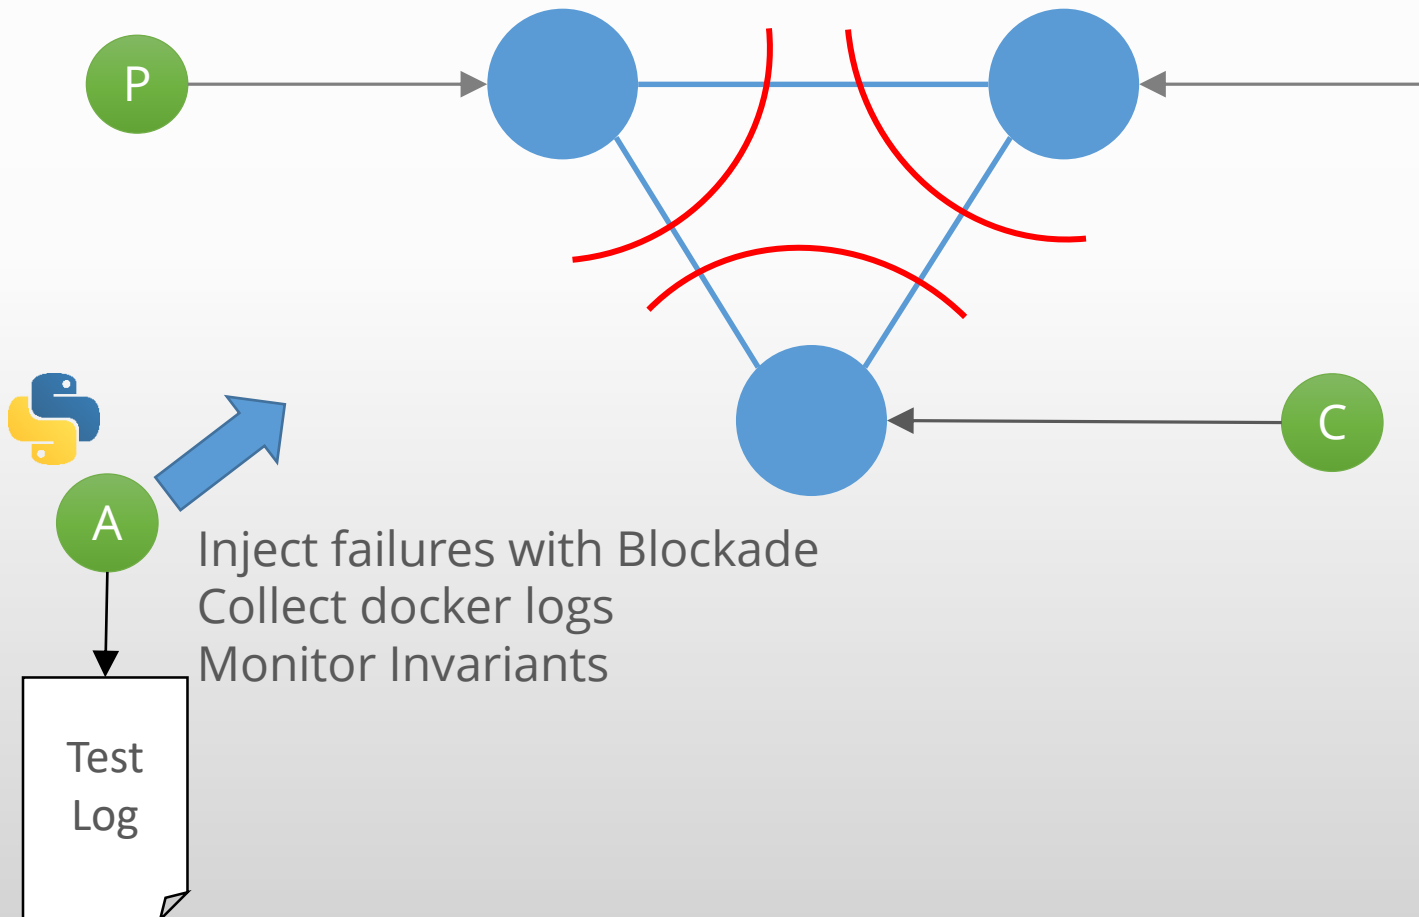 P
C
A
Inject failures with Blockade
Collect docker logs
Monitor Invariants
Test
Log